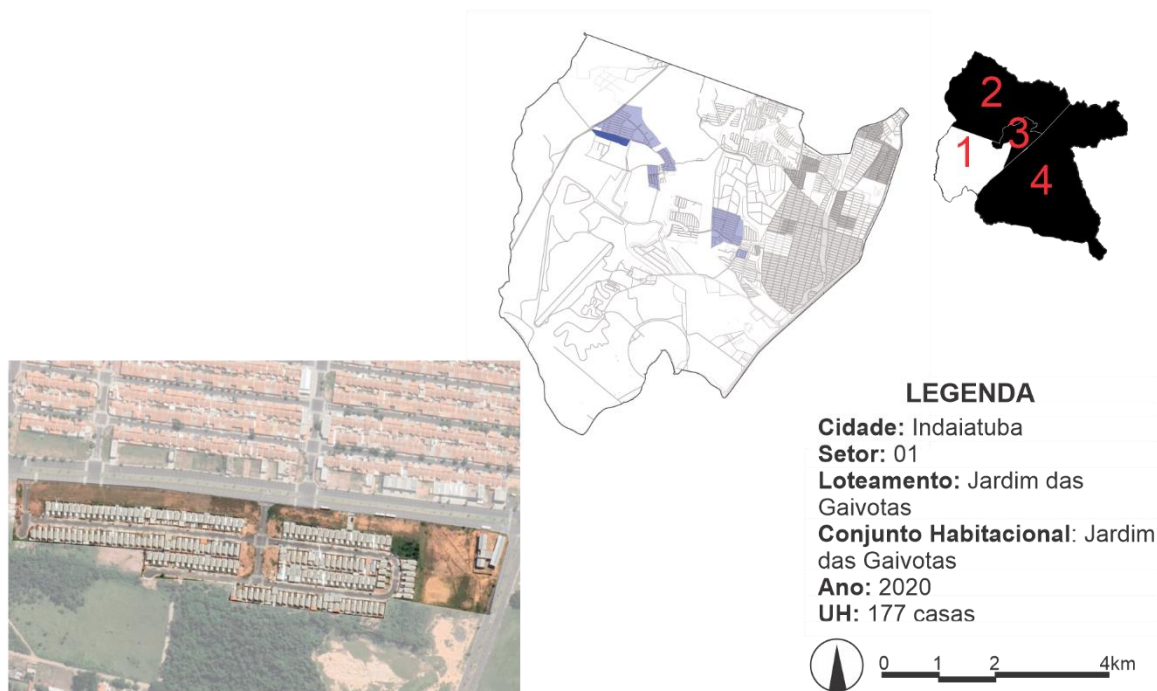 2
3
1
4
LEGENDA
Cidade: Indaiatuba
Setor: 01
Loteamento: Jardim das
Gaivotas
Conjunto Habitacional: Jardim
das Gaivotas
Ano: 2020
UH: 177 casas
0 1 2 4km